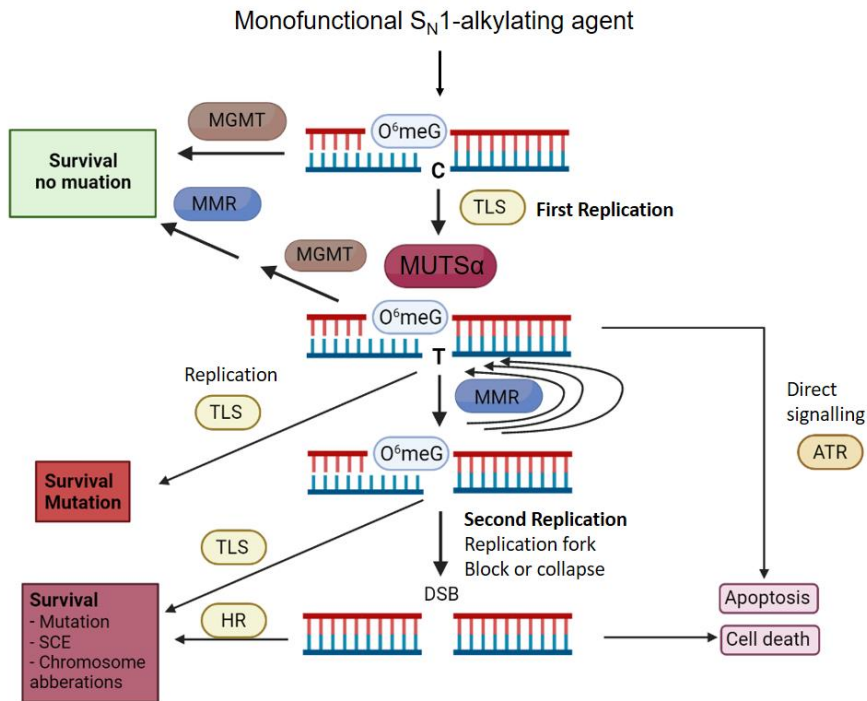 Monofunctional SN1-alkylating agent
MGMT
O⁶meG
Survival
no muation
C
MMR
TLS
First Replication
MGMT
MUTSα
O⁶meG
T
Replication
TLS
MMR
Direct
signalling
ATR
O⁶meG
Survival
Mutation
Second Replication
Replication fork
Block or collapse
TLS
DSB
Survival
- Mutation
- SCE
- Chromosome
abberations
HR
Apoptosis
Cell death